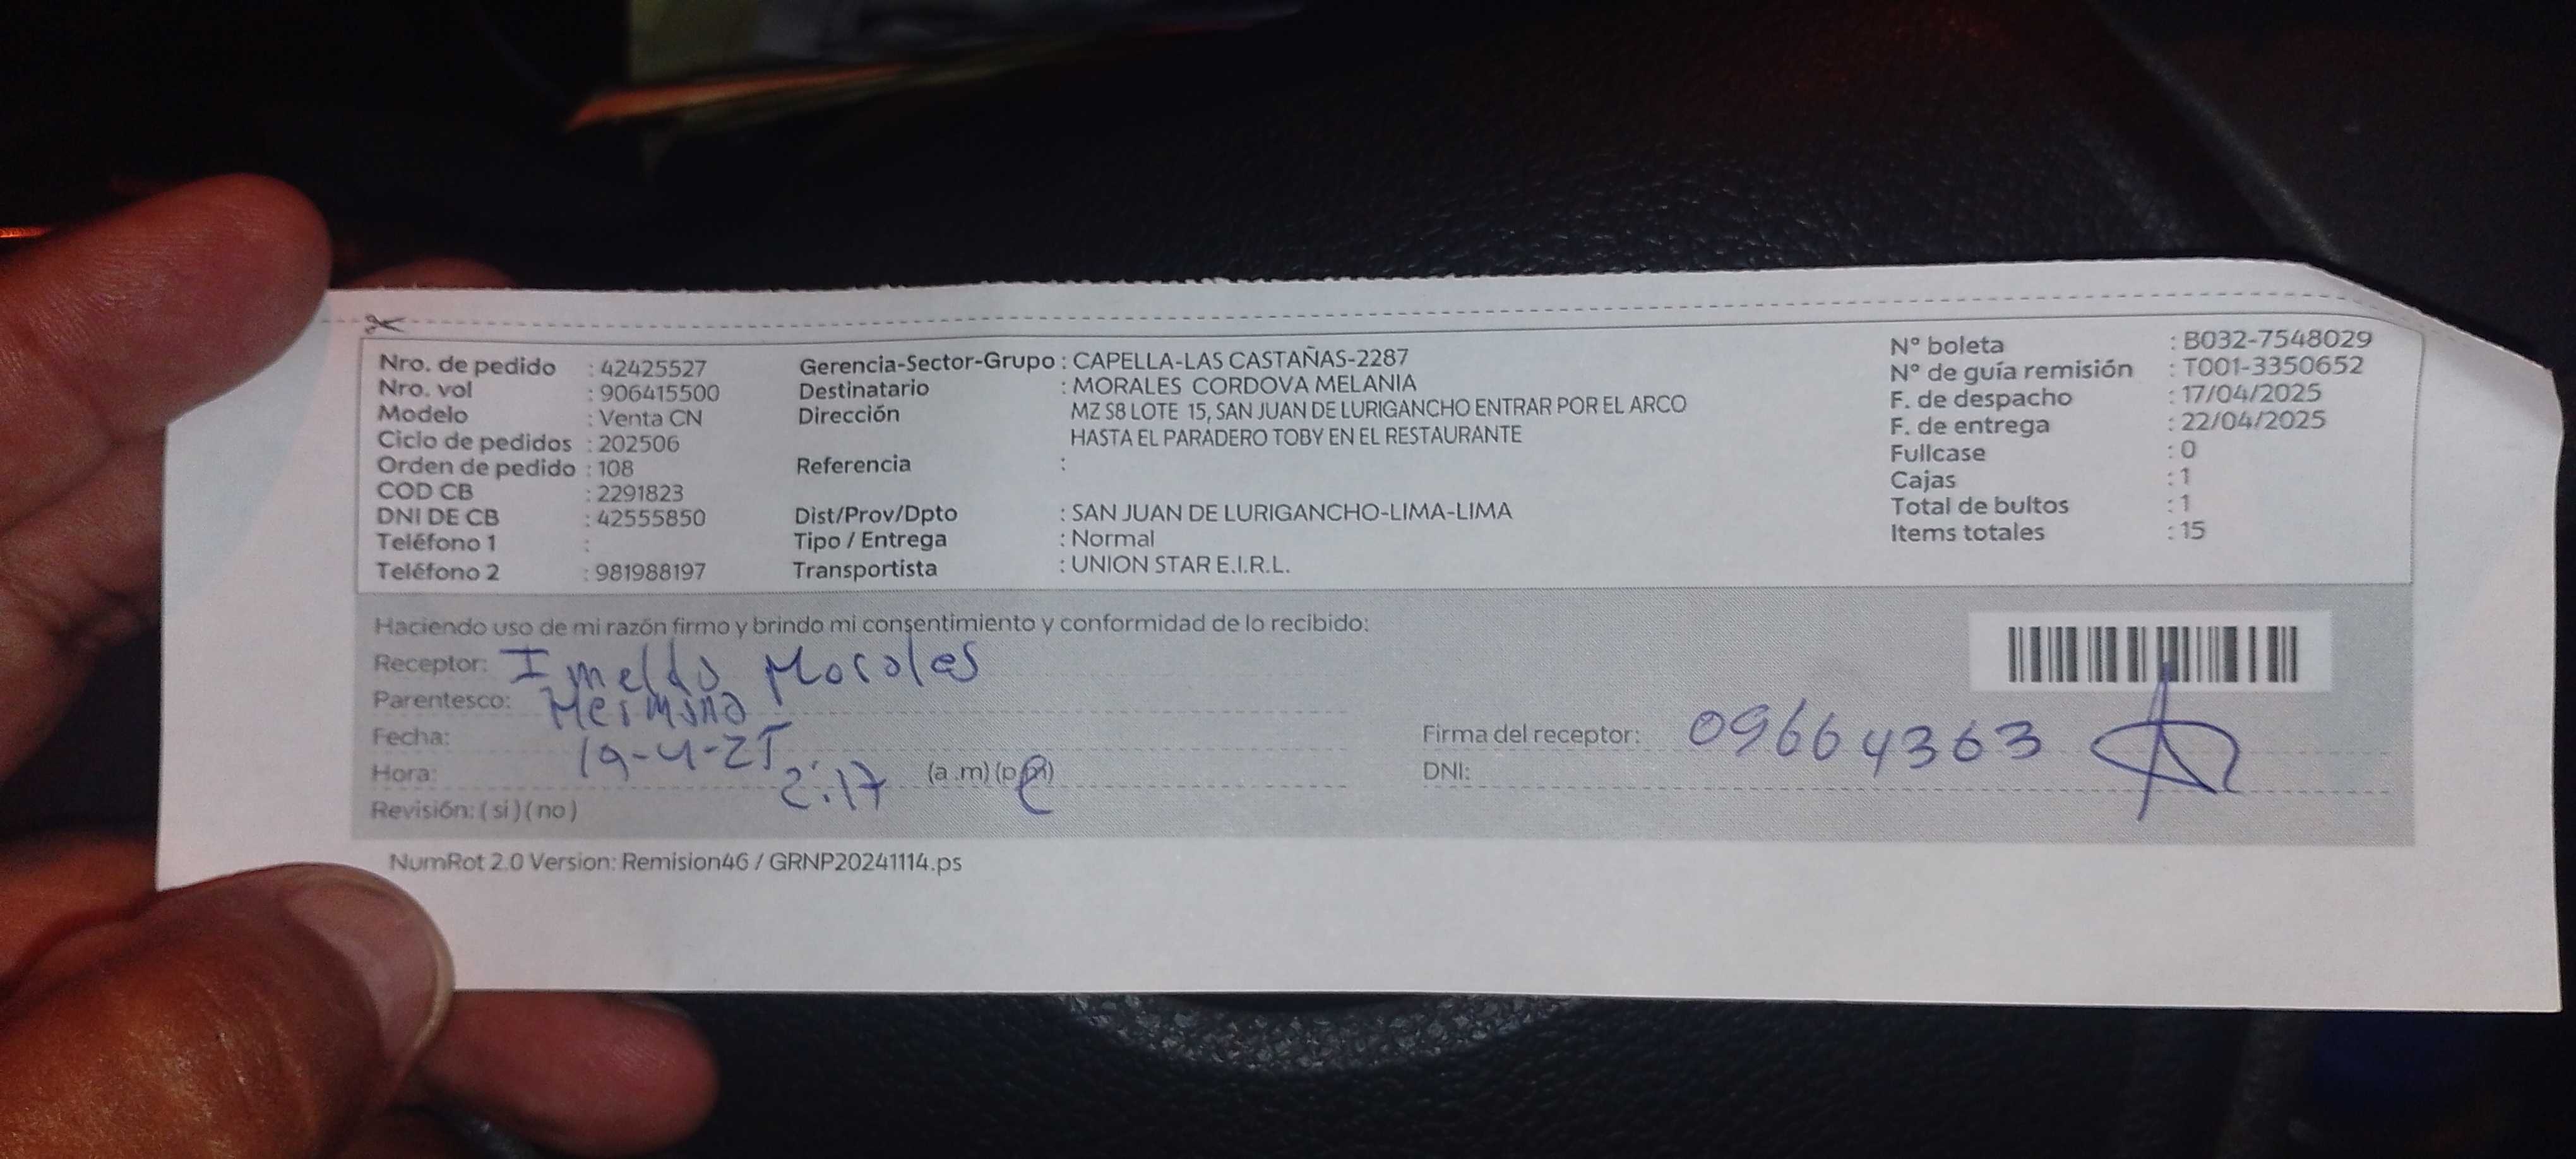 Nro. de pedido : 42425527
Nro. vol : 906415500
Modelo : Venta CN
Ciclo de pedidos : 202506
Orden de pedido : 108
COD CB : 2291823
DNI DE CB : 42555850
Teléfono 1 :
Teléfono 2 : 981988197
Gerencia-Sector-Grupo : CAPELLA-LAS CASTAÑAS-2287
Destinatario : MORALES CORDOVA MELANIA
Dirección MZ S8 LOTE 15, SAN JUAN DE LURIGANCHO ENTRAR POR EL ARCO
HASTA EL PARADERO TOBY EN EL RESTAURANTE
Referencia :
Dist/Prov/Dpto : SAN JUAN DE LURIGANCHO-LIMA-LIMA
Tipo / Entrega : Normal
Transportista : UNION STAR E.I.R.L.
N° boleta : B032-7548029
N° de guía remisión : T001-3350652
F. de despacho : 17/04/2025
F. de entrega : 22/04/2025
Fullcase : 0
Cajas : 1
Total de bultos : 1
Items totales : 15
Haciendo uso de mi razón firmo y brindo mi consentimiento y conformidad de lo recibido:
Receptor: Imelda Morales
Parentesco: Hermana
Fecha: 19-4-25
Hora: 2:17 (a.m) (p.m)
Revisión: ( si ) ( no )
Firma del receptor: 09664363
DNI:
NumRot 2.0 Version: Remision46 / GRNP20241114.ps